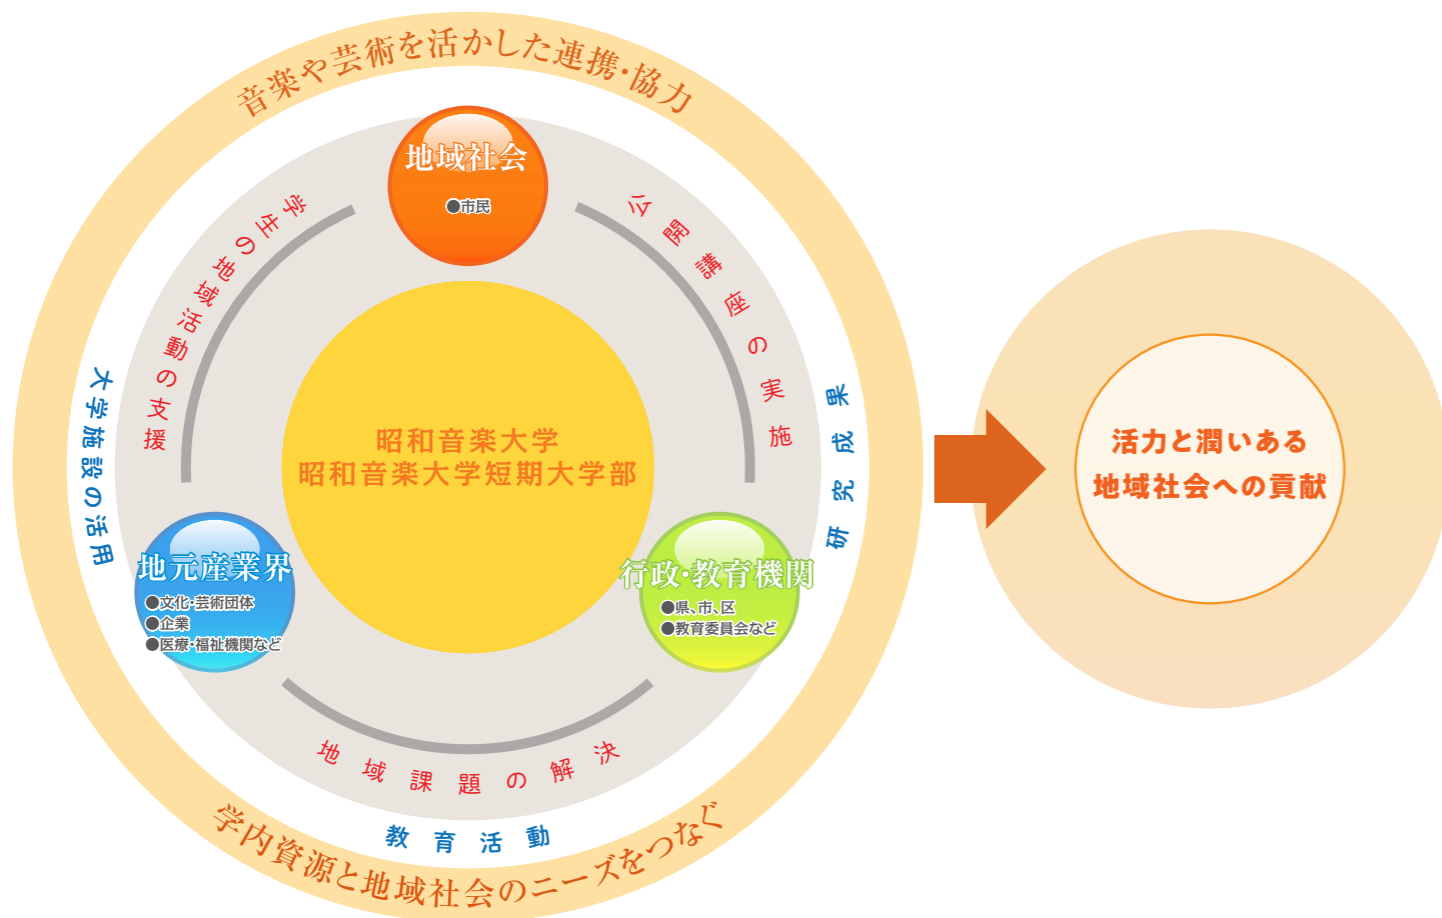 音楽や芸術を活かした連携・協力
地域社会
●市民
学生の地域活動の支援
公開講座の実施
大学施設の活用
研究成果
昭和音楽大学
昭和音楽大学短期大学部
地元産業界
●文化・芸術団体
●企業
●医療・福祉機関など
行政・教育機関
●県、市、区
●教育委員会など
地域課題の解決
教育活動
学内資源と地域社会のニーズをつなぐ
活力と潤いある
地域社会への貢献